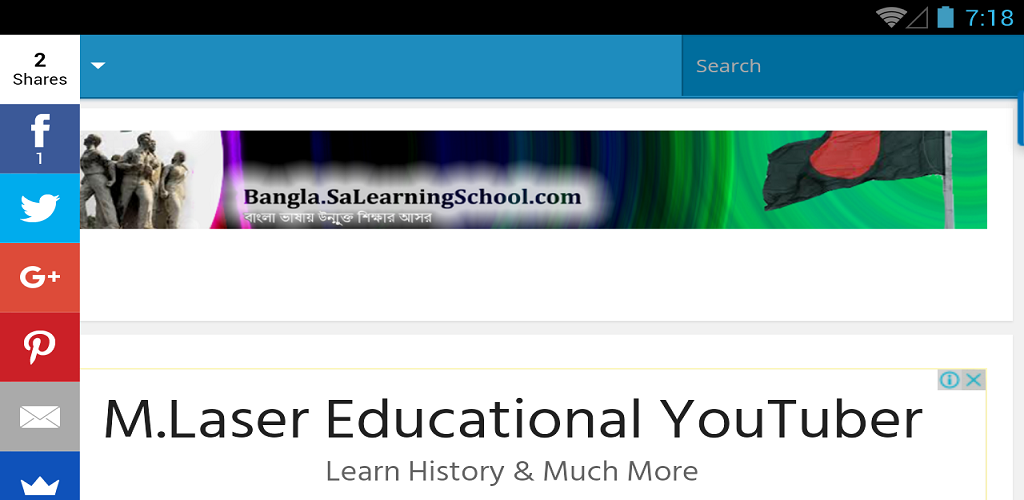 7:18
2
Shares
Search
1
Bangla.SaLearningSchool.com
বাংলা ভাষায় উন্মুক্ত শিক্ষার আসর
M.Laser Educational YouTuber
Learn History & Much More